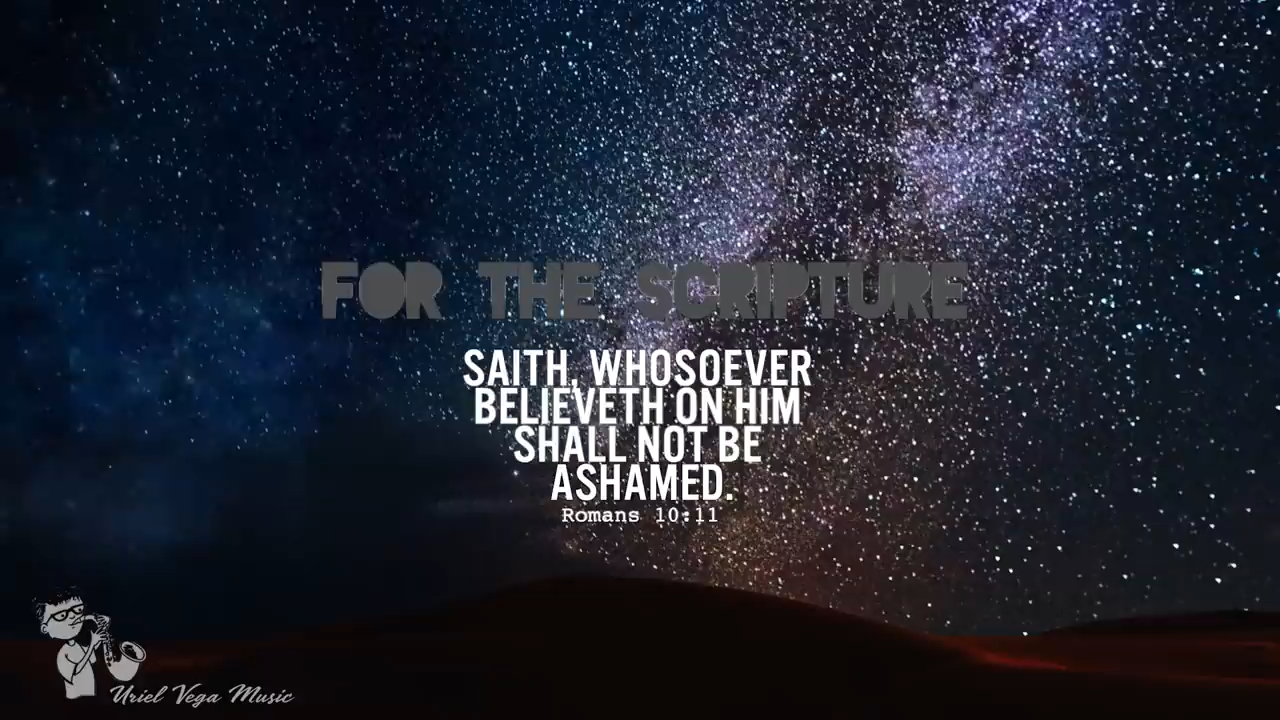 FOR THE SCRIPTURE
SAITH, WHOSOEVER
BELIEVETH ON HIM
SHALL NOT BE
ASHAMED.
Romans 10:11
Uriel Vega Music